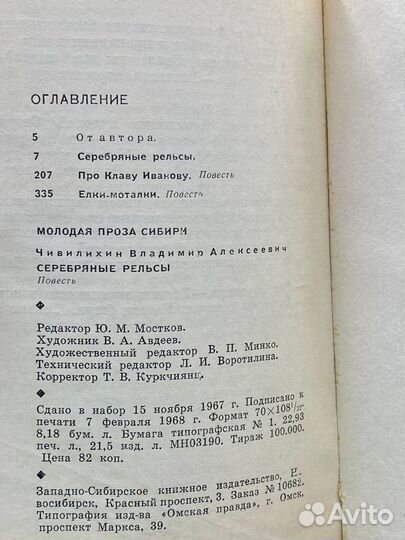 ОГЛАВЛЕНИЕ
5 От автора.
7 Серебряные рельсы.
207 Про Клаву Иванову. Повесть
335 Елки-моталки. Повесть
МОЛОДАЯ ПРОЗА СИБИРИ
Чивилихин Владимир Алексеевич
СЕРЕБРЯНЫЕ РЕЛЬСЫ
Повесть
Редактор Ю. М. Мостков.
Художник В. А. Авдеев.
Художественный редактор В. П. Минко.
Технический редактор Л. И. Воротилина.
Корректор Т. В. Куркчиянц.
Сдано в набор 15 ноября 1967 г. Подписано к
печати 7 февраля 1968 г. Формат 70×108
8,18 бум. л. Бумага типографская № 1. 22,93
печ. л., 21,5 изд. л. МН03190. Тираж 100.000.
Цена 82 коп.
Западно-Сибирское книжное издательство, Н-
восибирск, Красный проспект, 3. Заказ № 10682.
Типография изд-ва «Омская правда», г. Омск,
проспект Маркса, 39.
Avito